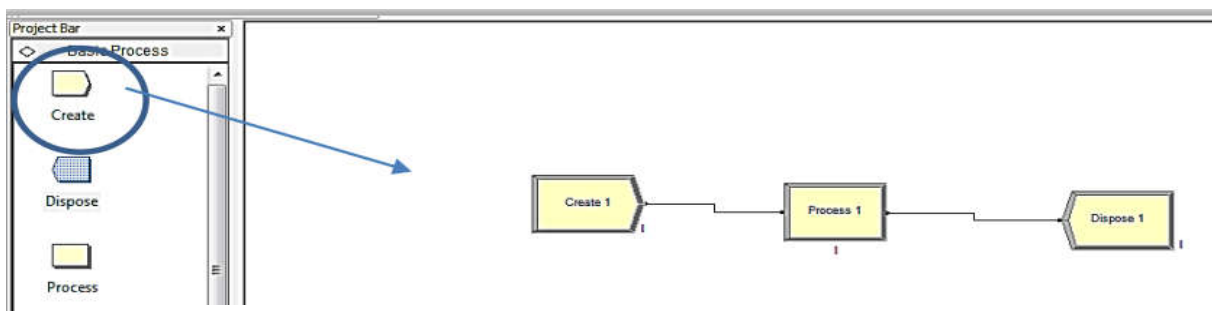 Project Bar
Basic Process
Create
Dispose
Process
Create 1
Process 1
Dispose 1